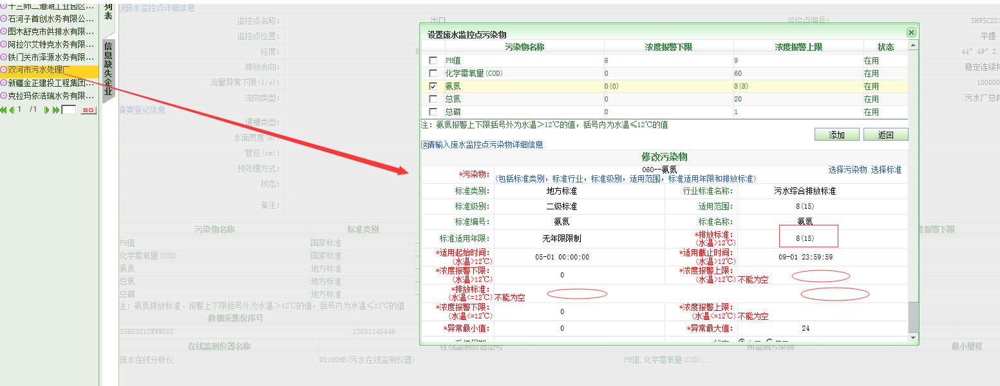 十三师二道湖工业园区...
石河子首创水务有限公...
图木舒克市供排水有限...
阿拉尔艾特克水务有限...
铁门关市泽源水务有限...
双河市污水处理厂
新疆金正建投工程集团...
克拉玛依浩瑞水务有限...
1 /1 GO
列表
信息缺失企业
废水监控点详细信息
监控点名称: 出口 监控点编号: SHWSC201
监控点位置: 平提
经度: 8 44° 49′ 2.
排放去向: 稳定连续排
流量异常下限(l/s): 100000
流向类型: 污水厂总排
备案登记信息
堰槽类型:
水面宽度(m):
管径(cm):
预处理方式:
状态:
备注:
污染物名称 标准类别 度报警下限
PH值 国家标准
化学需氧量(COD) 国家标准
氨氮 地方标准
总氮 地方标准
总磷 地方标准
注: 氨氮排放标准、报警上下限括号外为水温>12℃的值,括号内为水温≤12℃的值
数据采集仪序号
XSHS3212WWWS02 13031345448
在线监测仪器名称 在线监测仪器型号 所监测污染物 最小里程
废水在线分析仪 W5100HB(污水在线监测仪器) PH值,化学需氧量(COD),...
设置废水监控点污染物
污染物名称 浓度报警下限 浓度报警上限 状态
PH值 6 9 在用
化学需氧量(COD) 0 60 在用
氨氮 0(0) 8(8) 在用
总氮 0 20 在用
总磷 0 1 在用
注: 氨氮报警上下限括号外为水温>12℃的值,括号内为水温≤12℃的值
添加 返回
请输入废水监控点污染物详细信息
修改污染物
*污染物: 060--氨氮 选择污染物 选择标准
(包括标准类别,标准行业,标准级别,适用范围,标准适用年限和排放标准)
标准类别: 地方标准 行业标准名称: 污水综合排放标准
标准级别: 二级标准 适用范围: 8(15)
标准编号: 氨氮 标准名称: 氨氮
标准适用年限: 无年限限制 *排放标准: (水温>12℃) 8(15)
*适用起始时间: (水温>12℃) 05-01 00:00:00 *适用截止时间: (水温>12℃) 09-01 23:59:59
*浓度报警下限: (水温>12℃) 0 *浓度报警上限: (水温>12℃) 不能为空
*排放标准: (水温<=12℃) 不能为空
*浓度报警下限: (水温<=12℃) 0 *浓度报警上限: (水温<=12℃) 不能为空
*异常最小值: 0 *异常最大值: 24